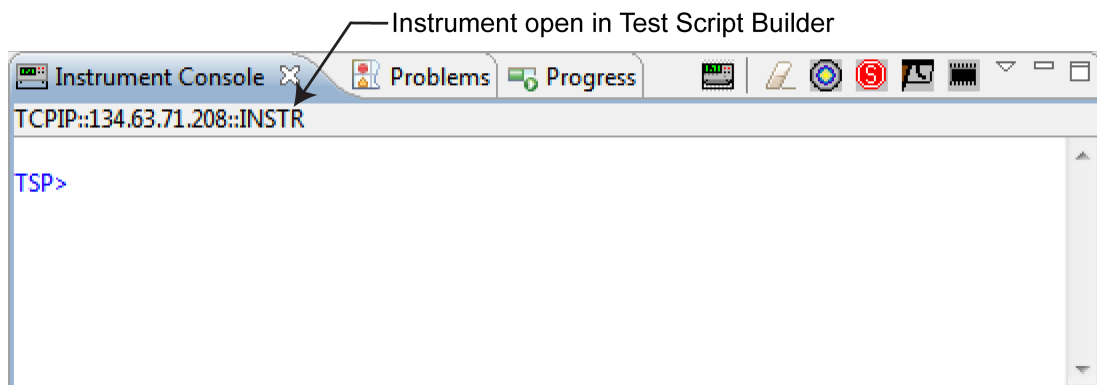 Instrument open in Test Script Builder
Instrument Console Problems Progress
TCPIP::134.63.71.208::INSTR
TSP>